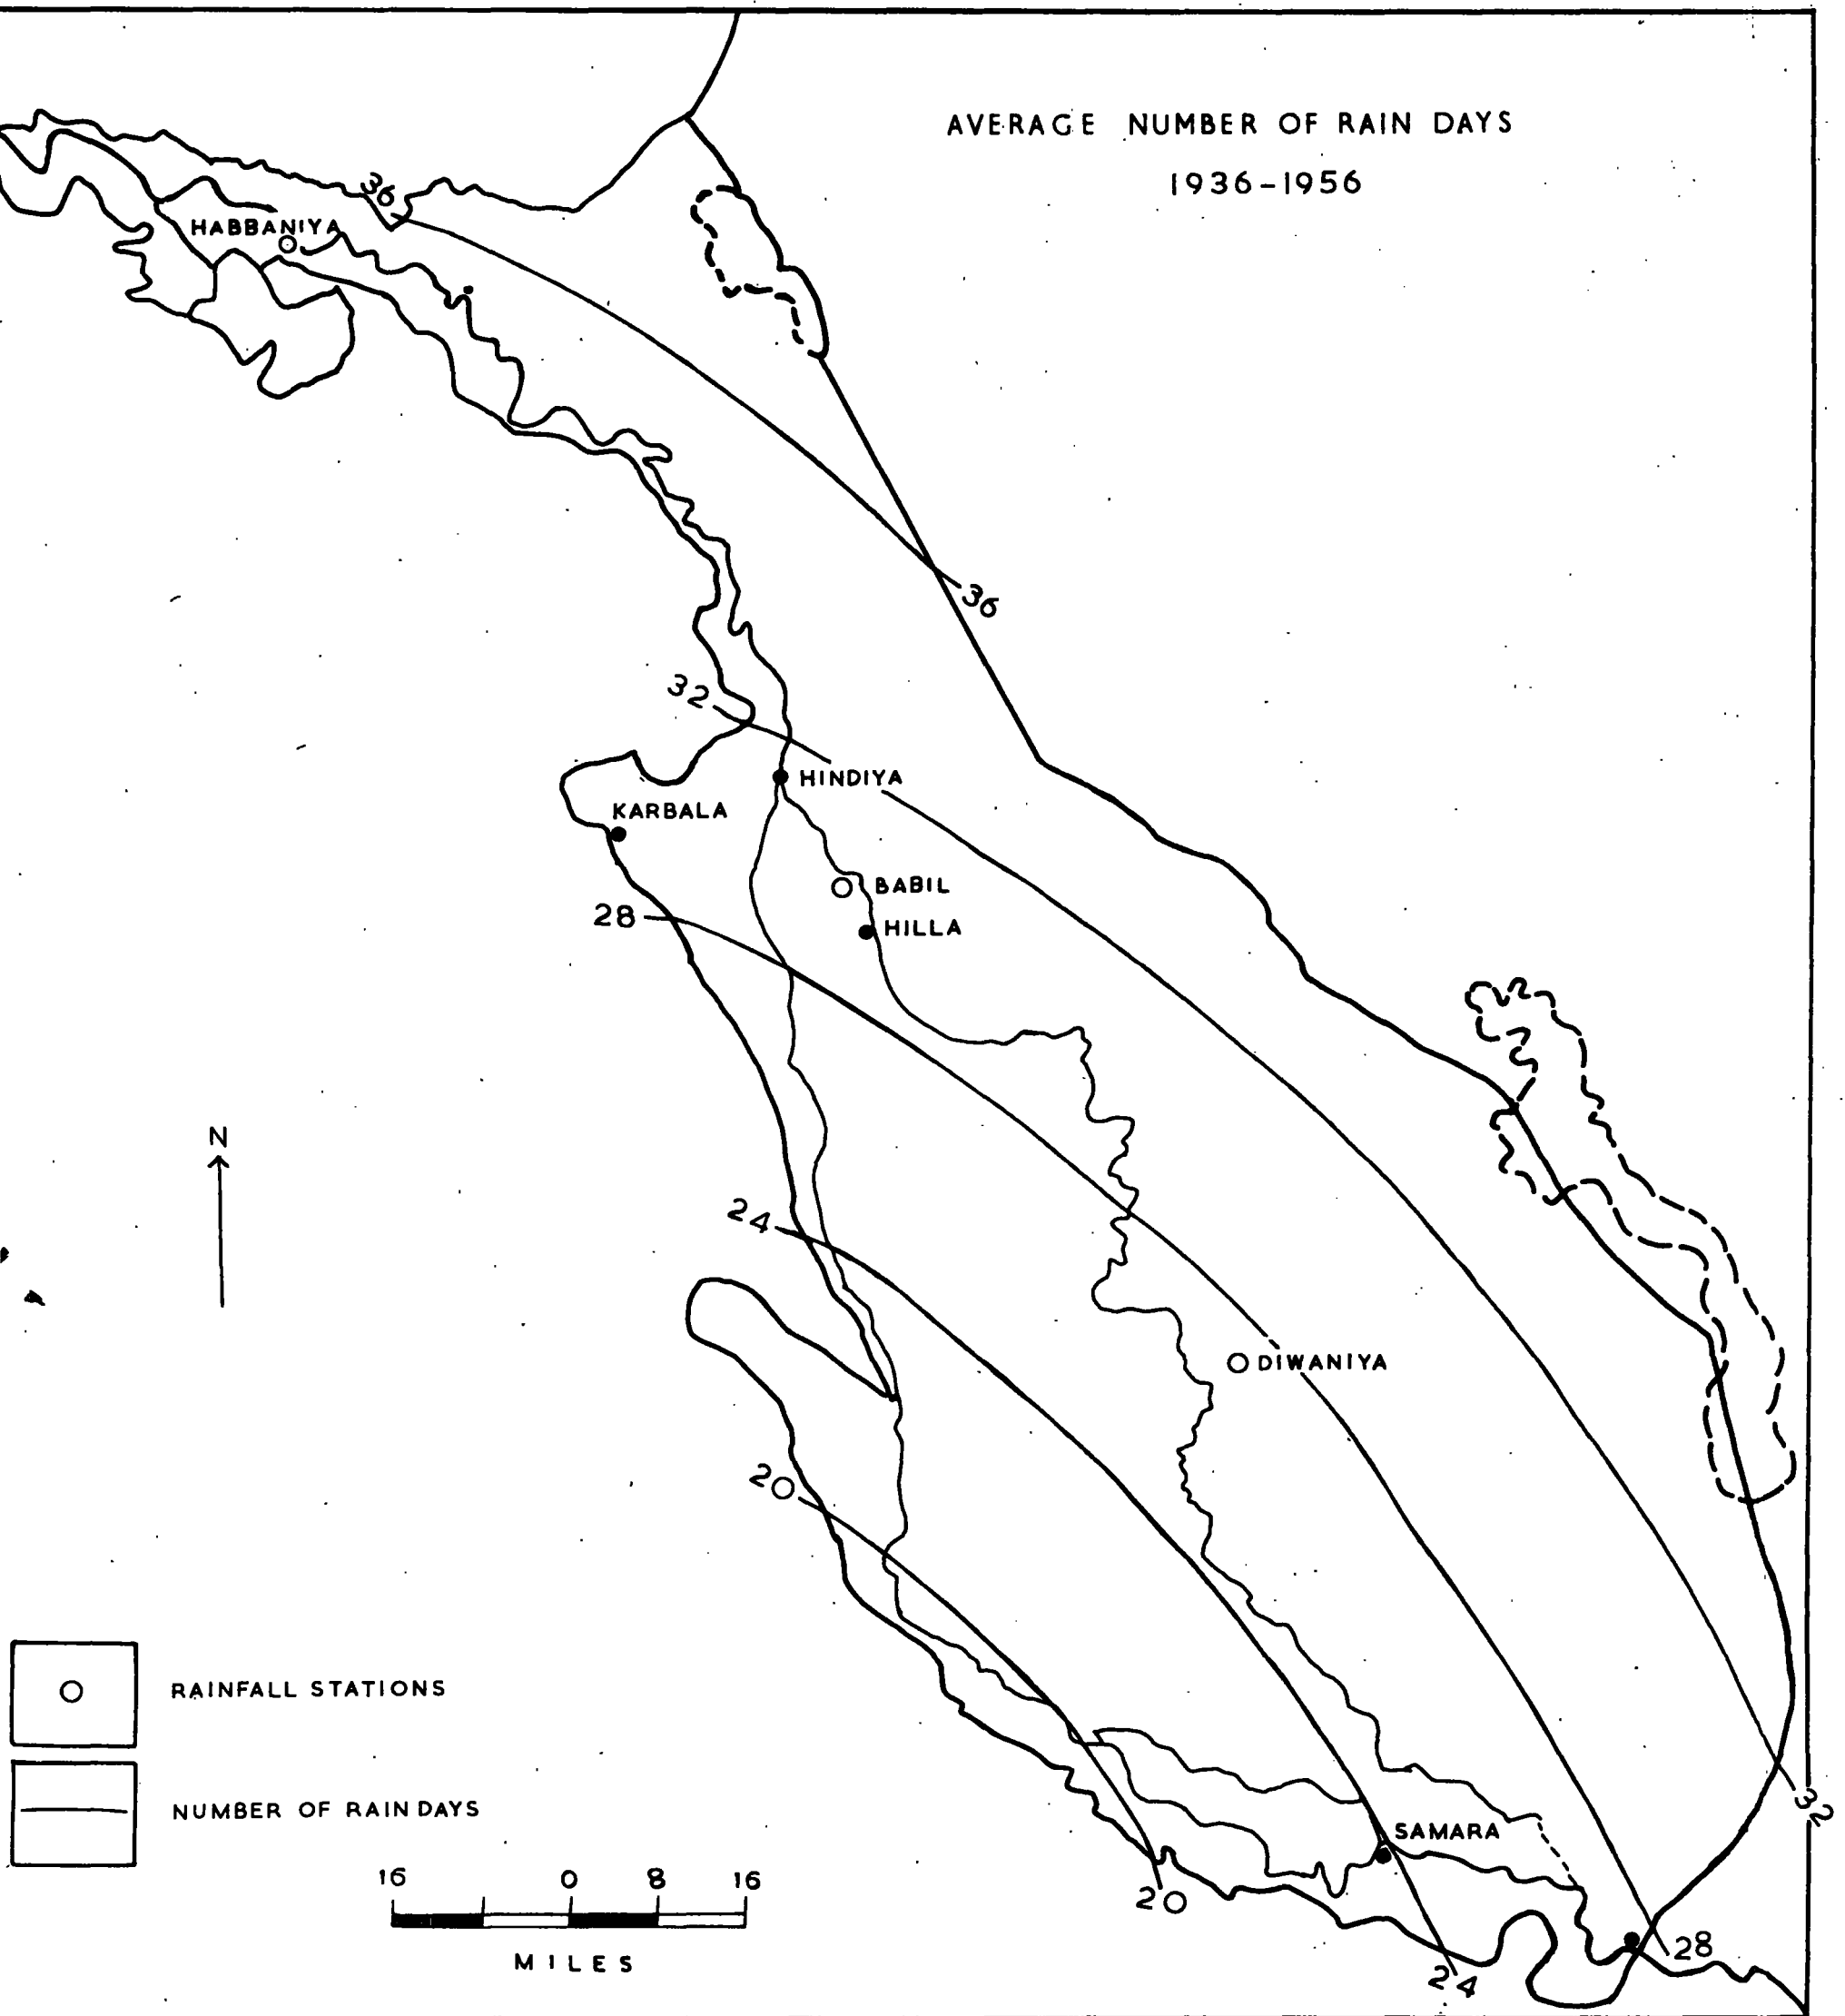 AVERAGE NUMBER OF RAIN DAYS
1936-1956
36
HABBANIYA
36
32
HINDIYA
KARBALA
BABIL
28
HILLA
N
24
DIWANIYA
20
RAINFALL STATIONS
NUMBER OF RAIN DAYS
32
SAMARA
16 0 8 16
MILES
20
28
24